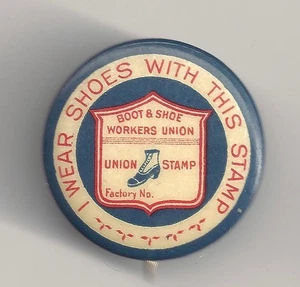 I WEAR SHOES WITH THIS STAMP
BOOT & SHOE
WORKERS UNION
UNION STAMP
Factory No.